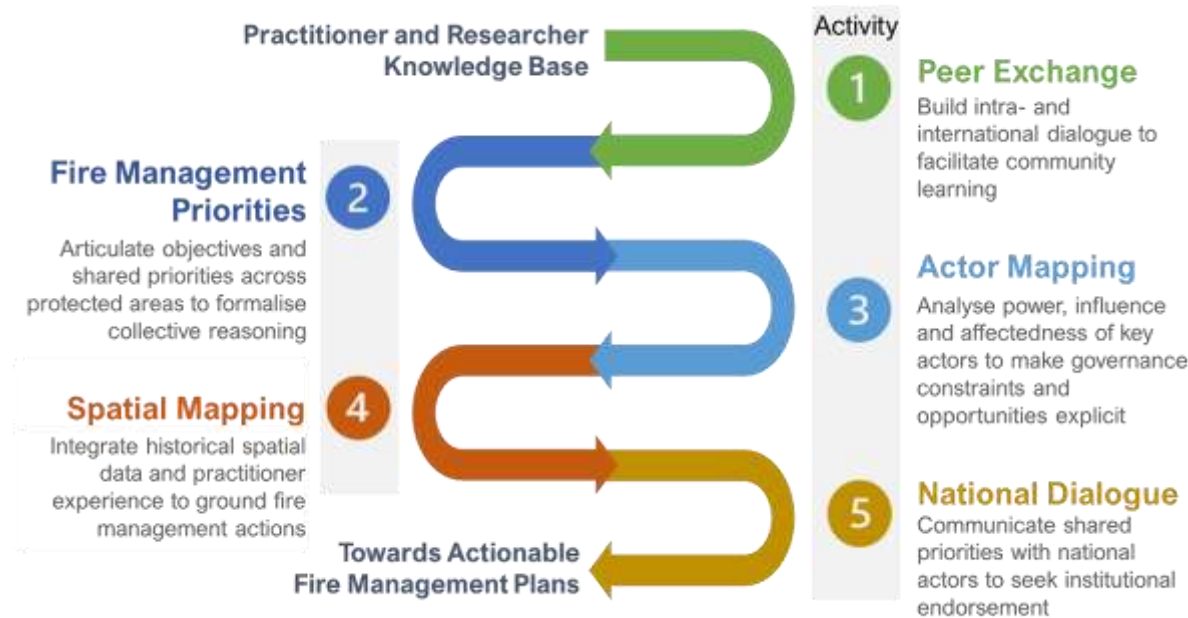 Practitioner and Researcher
Knowledge Base
Activity
1
Peer Exchange
Build intra- and
international dialogue to
facilitate community
learning
Fire Management
Priorities
2
Articulate objectives and
shared priorities across
protected areas to formalise
collective reasoning
Actor Mapping
3
Analyse power, influence
and affectedness of key
actors to make governance
constraints and
opportunities explicit
Spatial Mapping
4
Integrate historical spatial
data and practitioner
experience to ground fire
management actions
National Dialogue
5
Communicate shared
priorities with national
actors to seek institutional
endorsement
Towards Actionable
Fire Management Plans